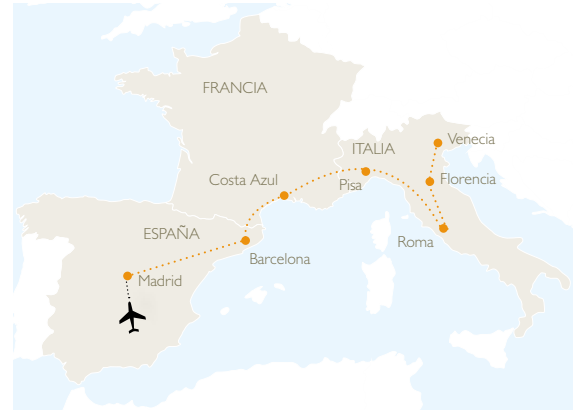 FRANCIA
Venecia
ITALIA
Costa Azul
Pisa
Florencia
ESPAÑA
Roma
Barcelona
Madrid